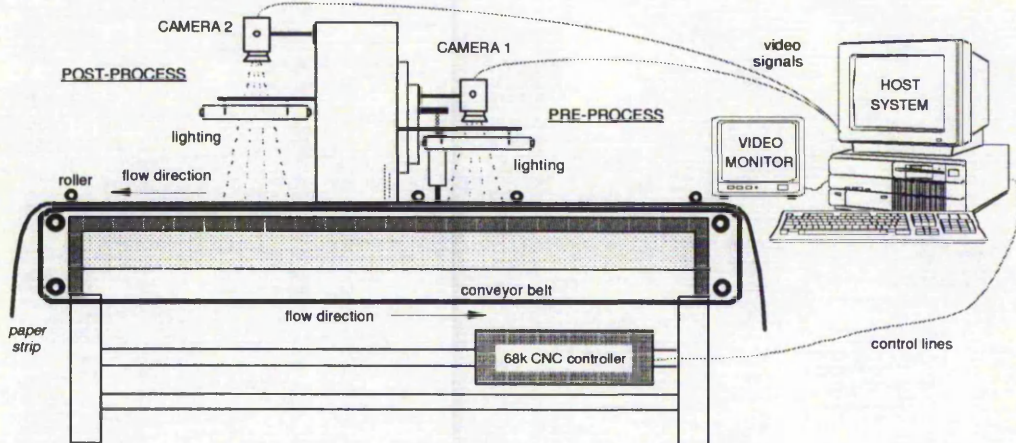 CAMERA 2
CAMERA 1
video
signals
HOST
SYSTEM
POST-PROCESS
PRE-PROCESS
VIDEO
MONITOR
lighting
lighting
roller
flow direction
conveyor belt
flow direction
paper
strip
68k CNC controller
control lines